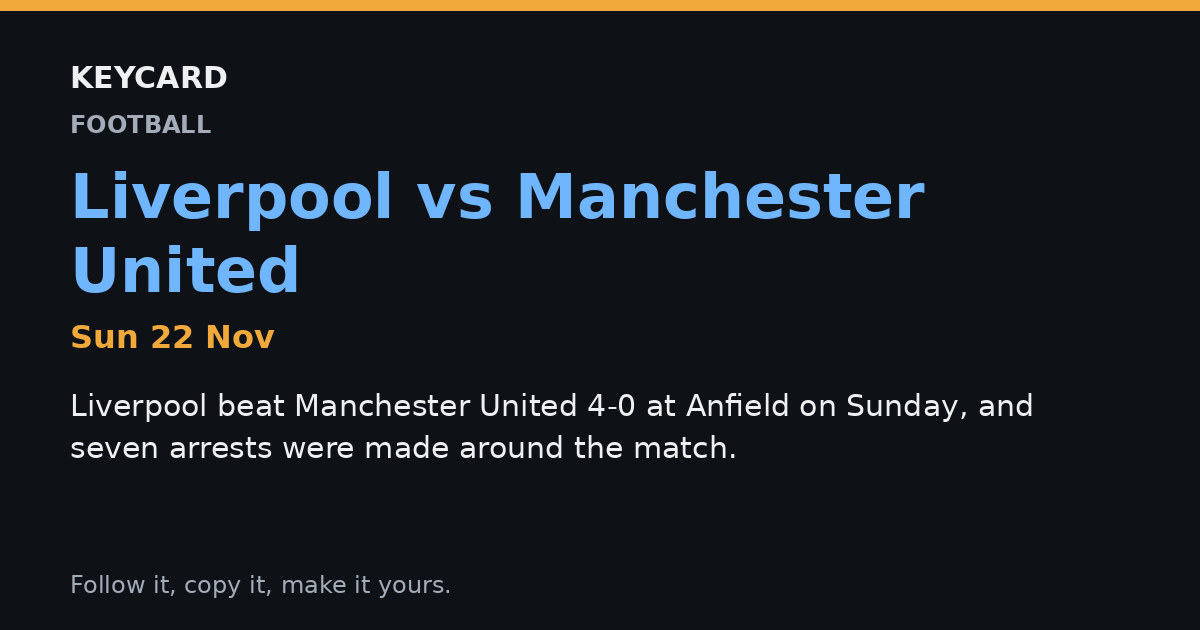 KEYCARD
FOOTBALL
Liverpool vs Manchester
United
Sun 22 Nov
Liverpool beat Manchester United 4-0 at Anfield on Sunday, and
seven arrests were made around the match.
Follow it, copy it, make it yours.